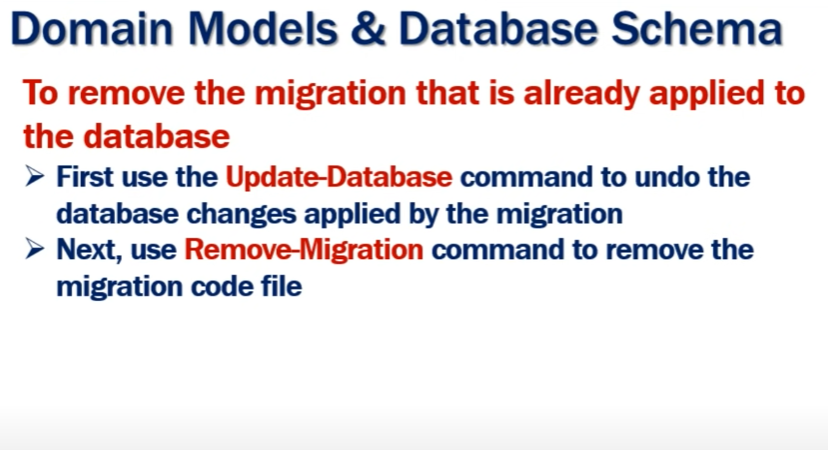 Domain Models & Database Schema
To remove the migration that is already applied to
the database
➢ First use the Update-Database command to undo the
database changes applied by the migration
➢ Next, use Remove-Migration command to remove the
migration code file